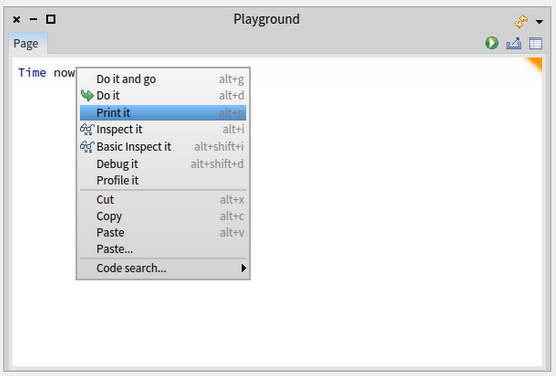 Playground
Page
Time now
Do it and go alt+g
Do it alt+d
Print it alt+p
Inspect it alt+i
Basic Inspect it alt+shift+i
Debug it alt+shift+d
Profile it
Cut alt+x
Copy alt+c
Paste alt+v
Paste...
Code search...